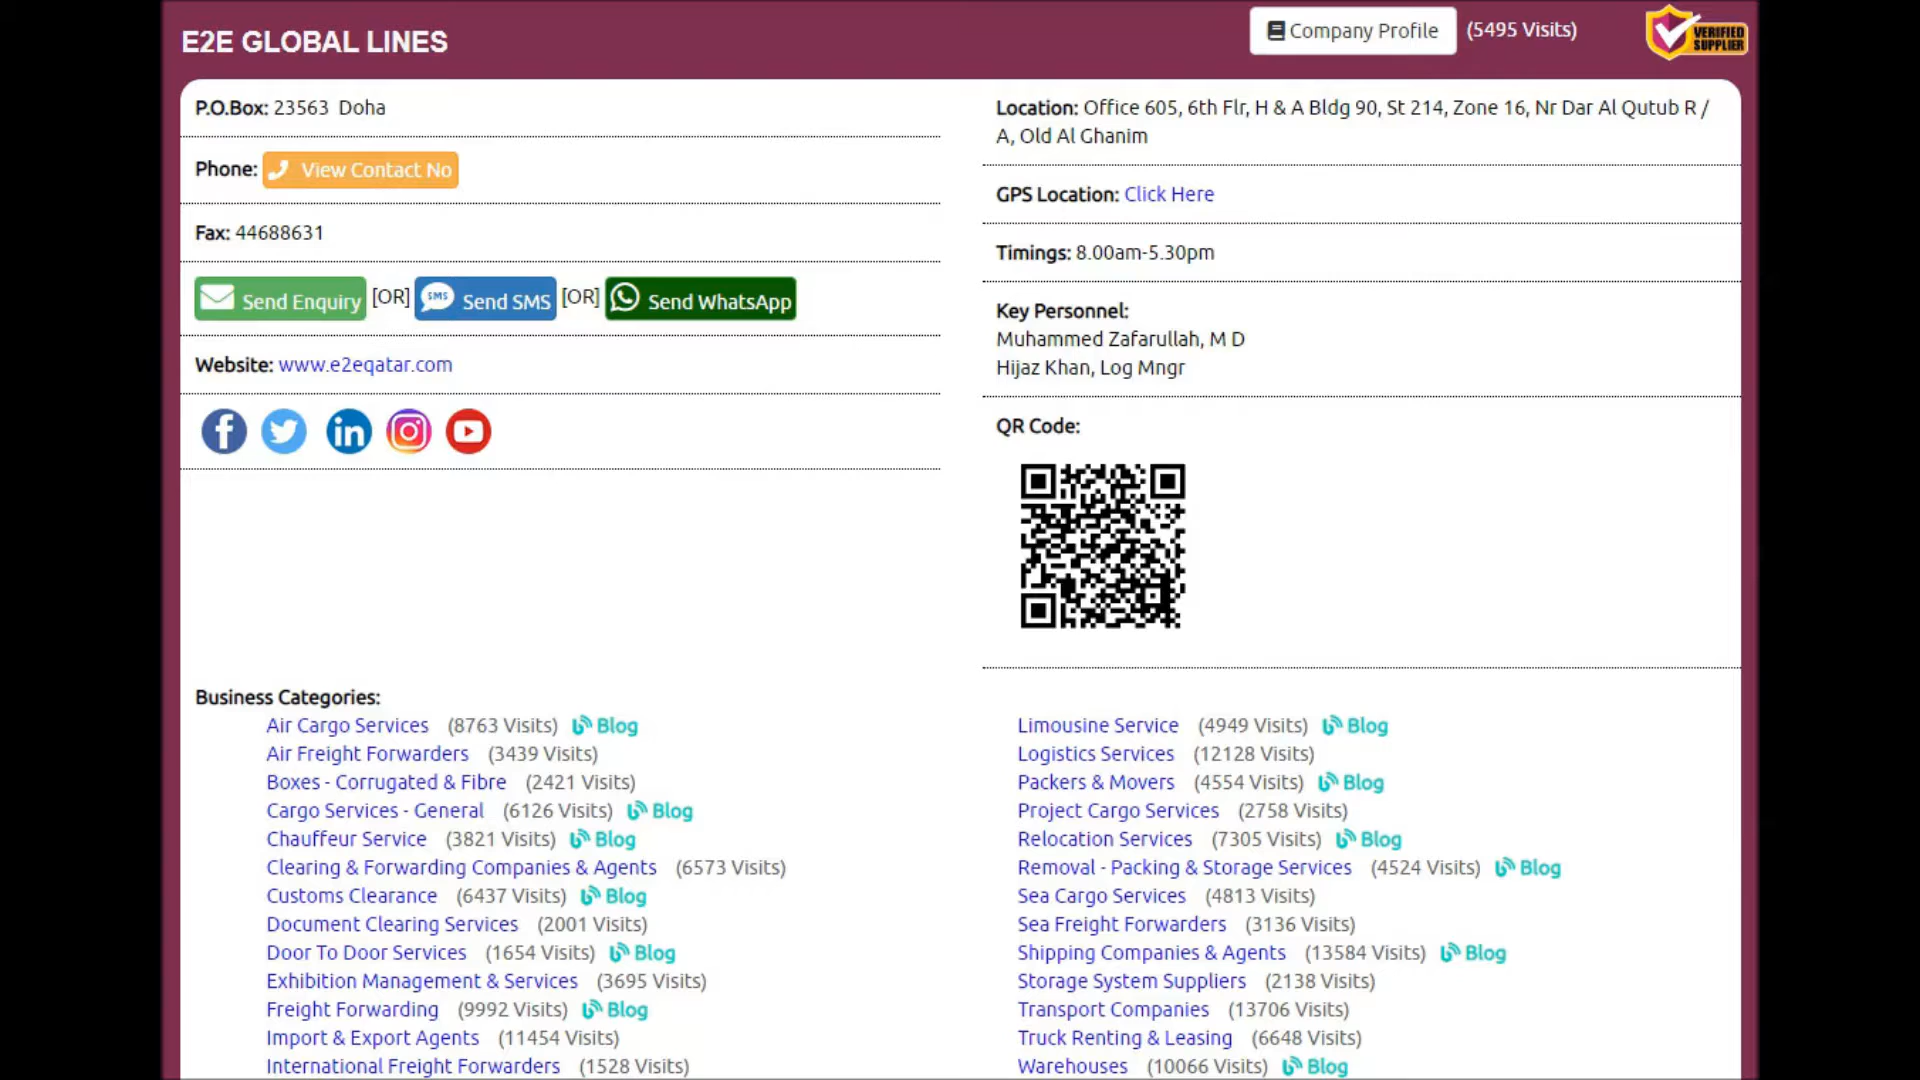 E2E GLOBAL LINES
Company Profile (5495 Visits)
VERIFIED SUPPLIER
P.O.Box: 23563 Doha
Phone: View Contact No
Fax: 44688631
Send Enquiry [OR] SMS Send SMS [OR] Send WhatsApp
Website: www.e2eqatar.com
Location: Office 605, 6th Flr, H & A Bldg 90, St 214, Zone 16, Nr Dar Al Qutub R /
A, Old Al Ghanim
GPS Location: Click Here
Timings: 8.00am-5.30pm
Key Personnel:
Muhammed Zafarullah, M D
Hijaz Khan, Log Mngr
QR Code:
Business Categories:
Air Cargo Services (8763 Visits) Blog
Air Freight Forwarders (3439 Visits)
Boxes - Corrugated & Fibre (2421 Visits)
Cargo Services - General (6126 Visits) Blog
Chauffeur Service (3821 Visits) Blog
Clearing & Forwarding Companies & Agents (6573 Visits)
Customs Clearance (6437 Visits) Blog
Document Clearing Services (2001 Visits)
Door To Door Services (1654 Visits) Blog
Exhibition Management & Services (3695 Visits)
Freight Forwarding (9992 Visits) Blog
Import & Export Agents (11454 Visits)
International Freight Forwarders (1528 Visits)
Limousine Service (4949 Visits) Blog
Logistics Services (12128 Visits)
Packers & Movers (4554 Visits) Blog
Project Cargo Services (2758 Visits)
Relocation Services (7305 Visits) Blog
Removal - Packing & Storage Services (4524 Visits) Blog
Sea Cargo Services (4813 Visits)
Sea Freight Forwarders (3136 Visits)
Shipping Companies & Agents (13584 Visits) Blog
Storage System Suppliers (2138 Visits)
Transport Companies (13706 Visits)
Truck Renting & Leasing (6648 Visits)
Warehouses (10066 Visits) Blog